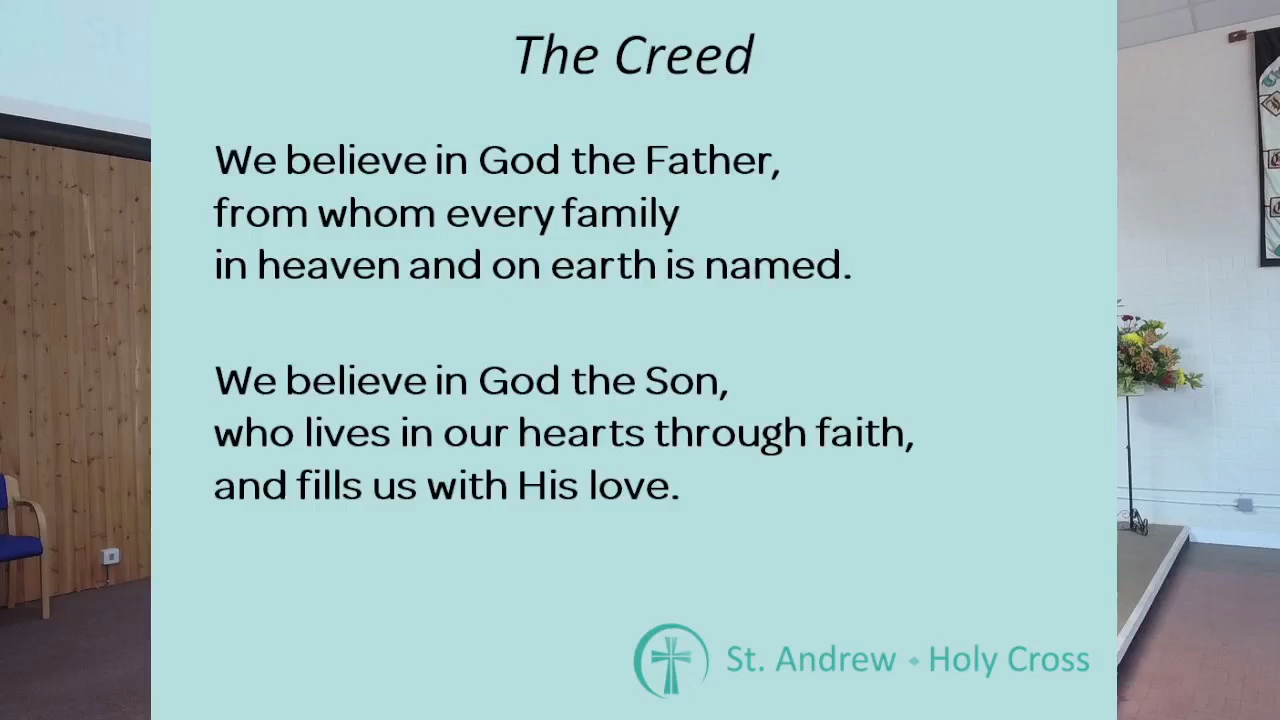 The Creed
We believe in God the Father,
from whom every family
in heaven and on earth is named.
We believe in God the Son,
who lives in our hearts through faith,
and fills us with His love.
St. Andrew Holy Cross